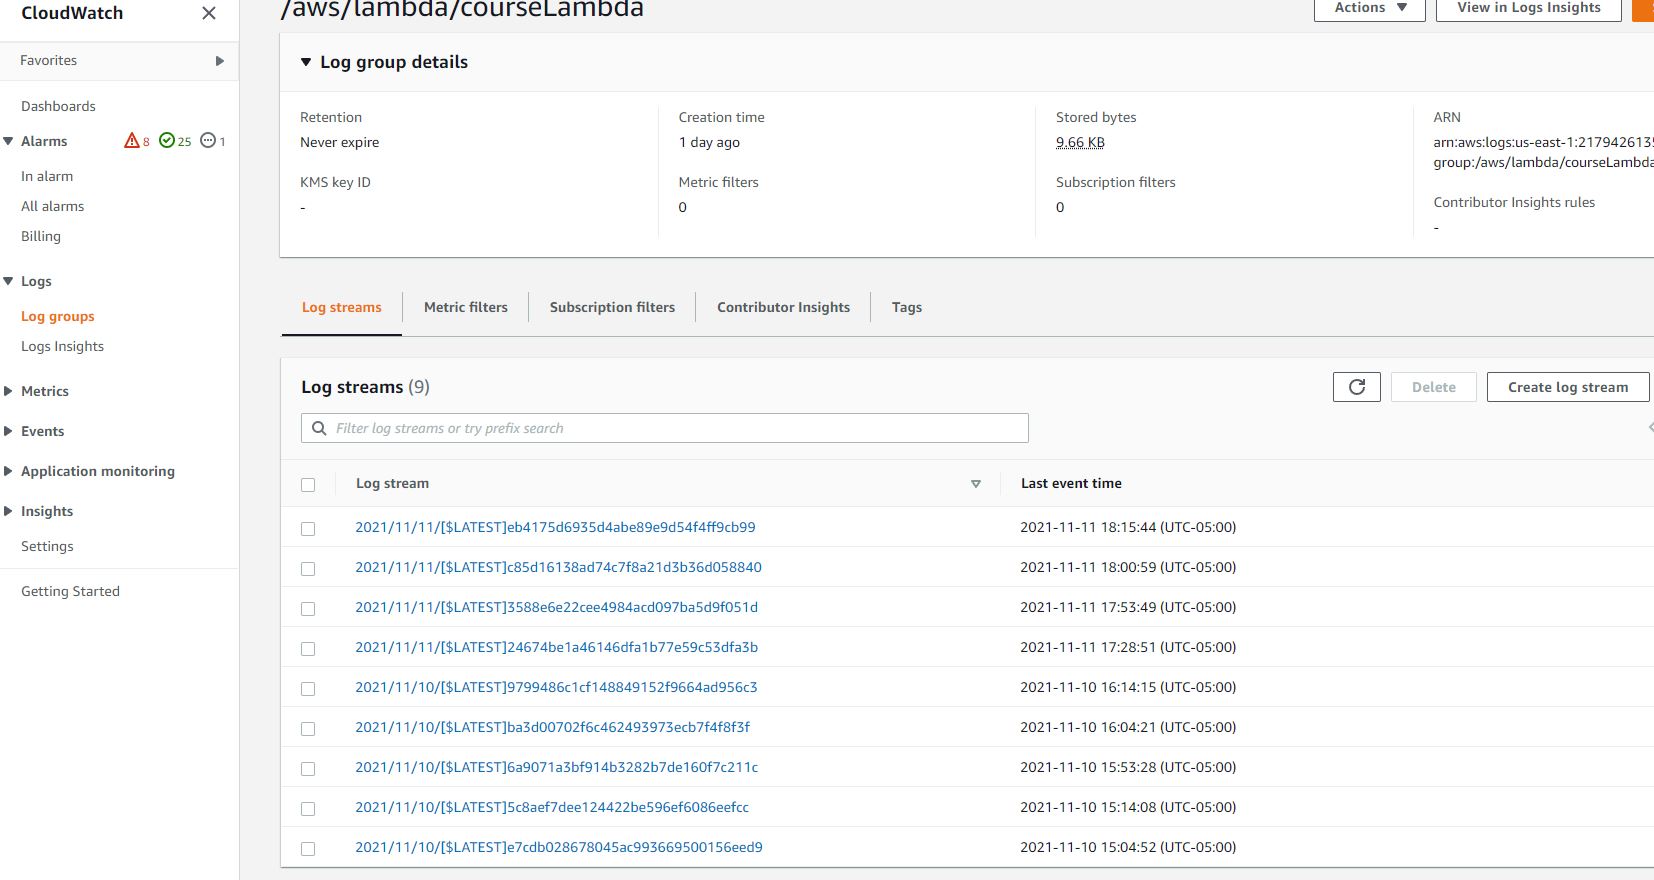 CloudWatch
Favorites
Dashboards
Alarms 8 25 1
In alarm
All alarms
Billing
Logs
Log groups
Logs Insights
Metrics
Events
Application monitoring
Insights
Settings
Getting Started
/aws/lambda/courseLambda
Actions View in Logs Insights
Log group details
Retention
Never expire
KMS key ID
-
Creation time
1 day ago
Metric filters
0
Stored bytes
9.66 KB
Subscription filters
0
ARN
arn:aws:logs:us-east-1:217942613
group:/aws/lambda/courseLambda
Contributor Insights rules
-
Log streams Metric filters Subscription filters Contributor Insights Tags
Log streams (9)
Delete Create log stream
Filter log streams or try prefix search
Log stream Last event time
2021/11/11/[$LATEST]eb4175d6935d4abe89e9d54f4ff9cb99 2021-11-11 18:15:44 (UTC-05:00)
2021/11/11/[$LATEST]c85d16138ad74c7f8a21d3b36d058840 2021-11-11 18:00:59 (UTC-05:00)
2021/11/11/[$LATEST]3588e6e22cee4984acd097ba5d9f051d 2021-11-11 17:53:49 (UTC-05:00)
2021/11/11/[$LATEST]24674be1a46146dfa1b77e59c53dfa3b 2021-11-11 17:28:51 (UTC-05:00)
2021/11/10/[$LATEST]9799486c1cf148849152f9664ad956c3 2021-11-10 16:14:15 (UTC-05:00)
2021/11/10/[$LATEST]ba3d00702f6c462493973ecb7f4f8f3f 2021-11-10 16:04:21 (UTC-05:00)
2021/11/10/[$LATEST]6a9071a3bf914b3282b7de160f7c211c 2021-11-10 15:53:28 (UTC-05:00)
2021/11/10/[$LATEST]5c8aef7dee124422be596ef6086eefcc 2021-11-10 15:14:08 (UTC-05:00)
2021/11/10/[$LATEST]e7cdb028678045ac993669500156eed9 2021-11-10 15:04:52 (UTC-05:00)